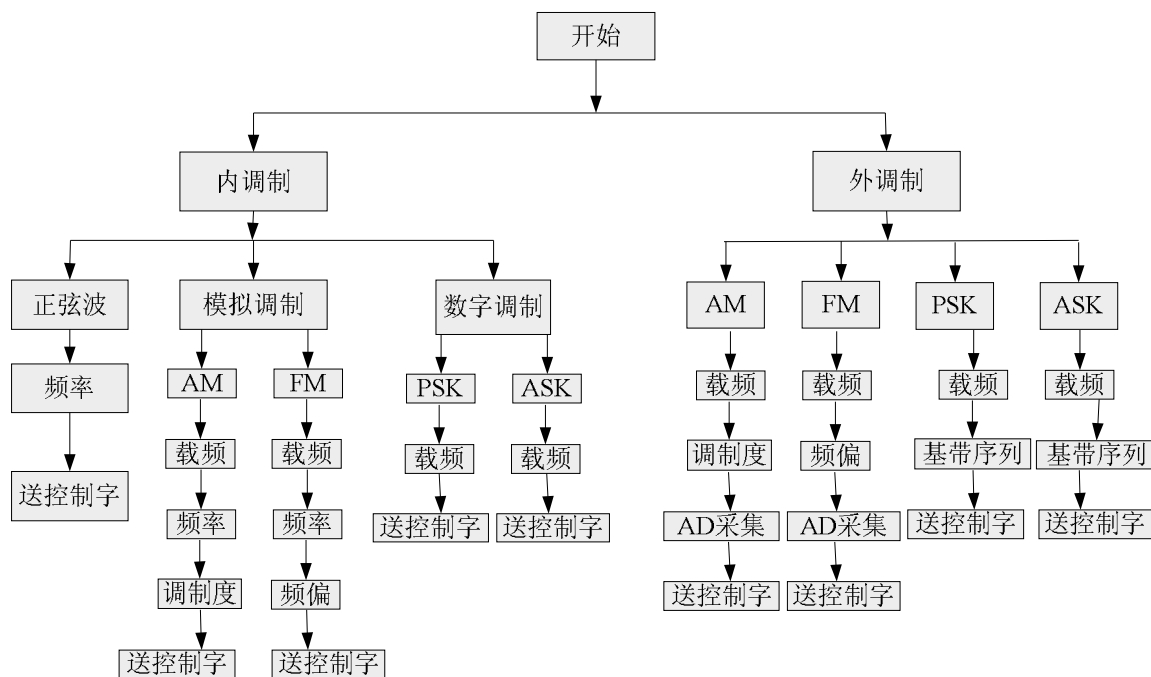 开始
内调制
外调制
正弦波
模拟调制
数字调制
AM
FM
PSK
ASK
频率
AM
FM
PSK
ASK
载频
载频
载频
载频
载频
载频
载频
载频
调制度
频偏
基带序列
基带序列
送控制字
频率
频率
送控制字
送控制字
AD采集
AD采集
送控制字
送控制字
调制度
频偏
送控制字
送控制字
送控制字
送控制字